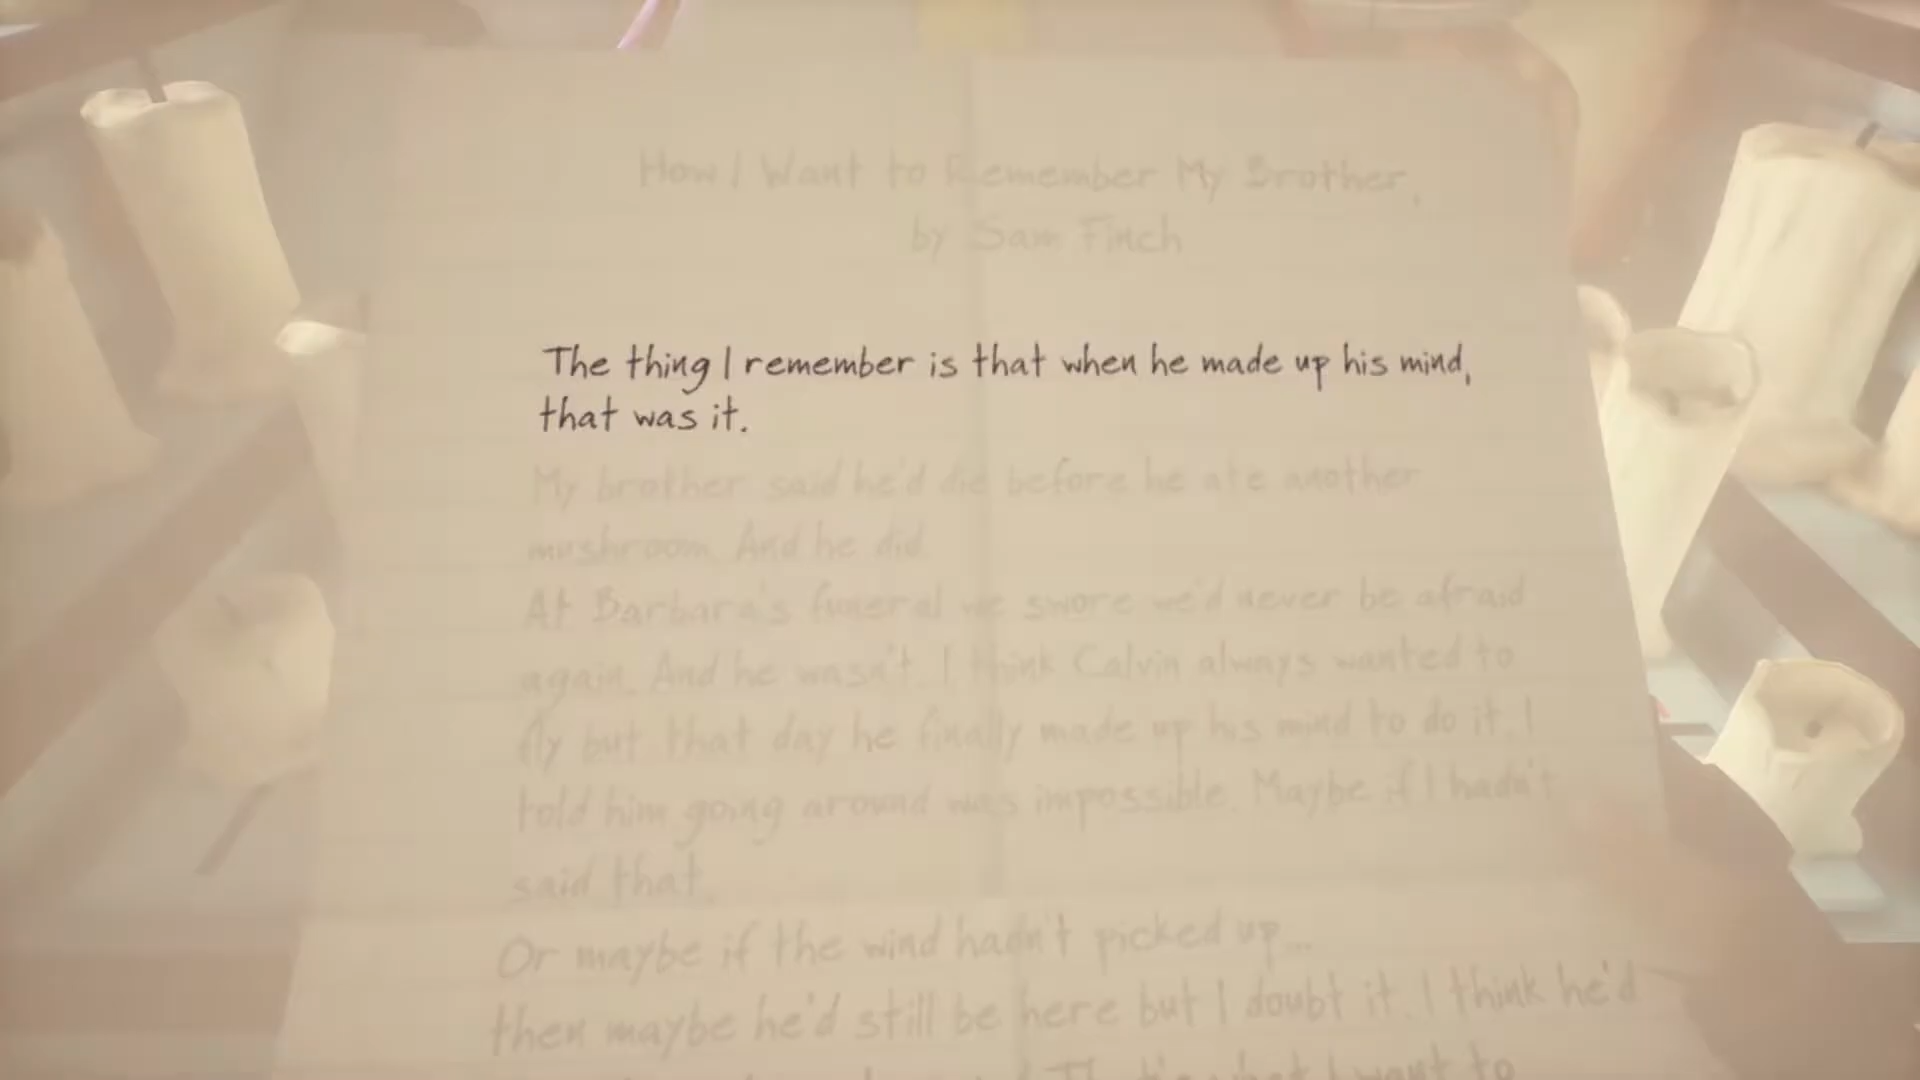 How I Want to Remember My Brother,
by Sam Finch
The thing I remember is that when he made up his mind,
that was it.
My brother said he'd die before he ate another
mushroom. And he did.
At Barbara's funeral we swore we'd never be afraid
again. And he wasn't. I think Calvin always wanted to
fly but that day he finally made up his mind to do it. I
told him going around was impossible. Maybe if I hadn't
said that.
Or maybe if the wind hadn't picked up...
then maybe he'd still be here but I doubt it. I think he'd
That's what I want to